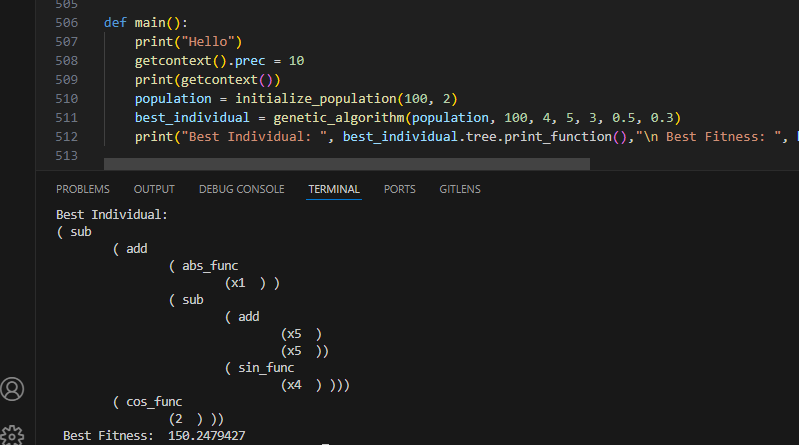 505
506 def main():
507     print("Hello")
508     getcontext().prec = 10
509     print(getcontext())
510     population = initialize_population(100, 2)
511     best_individual = genetic_algorithm(population, 100, 4, 5, 3, 0.5, 0.3)
512     print("Best Individual: ", best_individual.tree.print_function(),"\n Best Fitness: ",
513
PROBLEMS OUTPUT DEBUG CONSOLE TERMINAL PORTS GITLENS
Best Individual:
( sub
        ( add
                ( abs_func
                        (x1  ) )
                ( sub
                        ( add
                                (x5  )
                                (x5  ))
                        ( sin_func
                                (x4  ) )))
        ( cos_func
                (2  ) ))
 Best Fitness:  150.2479427